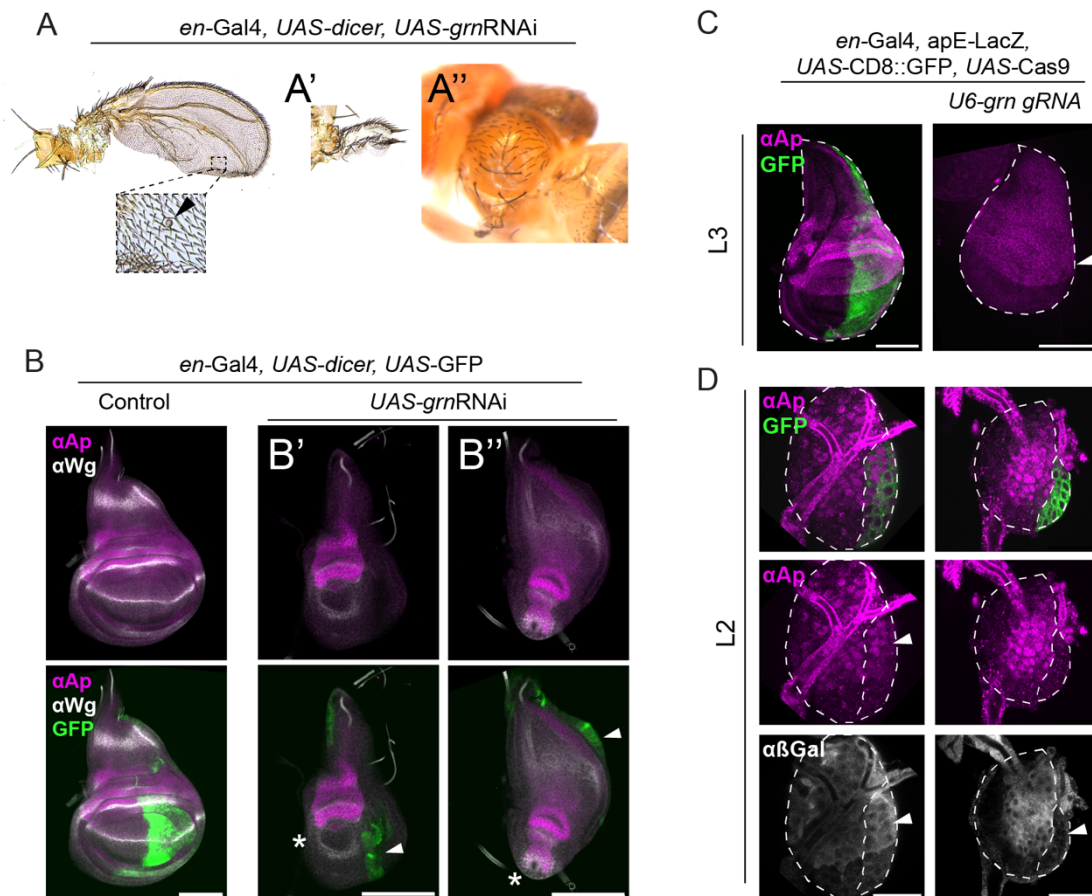 A
en-Gal4, UAS-dicer, UAS-grnRNAi
A'
A''
B
en-Gal4, UAS-dicer, UAS-GFP
Control
UAS-grnRNAi
αAp
αWg
B'
B''
αAp
αWg
GFP
*
*
C
en-Gal4, apE-LacZ,
UAS-CD8::GFP, UAS-Cas9
U6-grn gRNA
L3
αAp
GFP
D
L2
αAp
GFP
αAp
αßGal